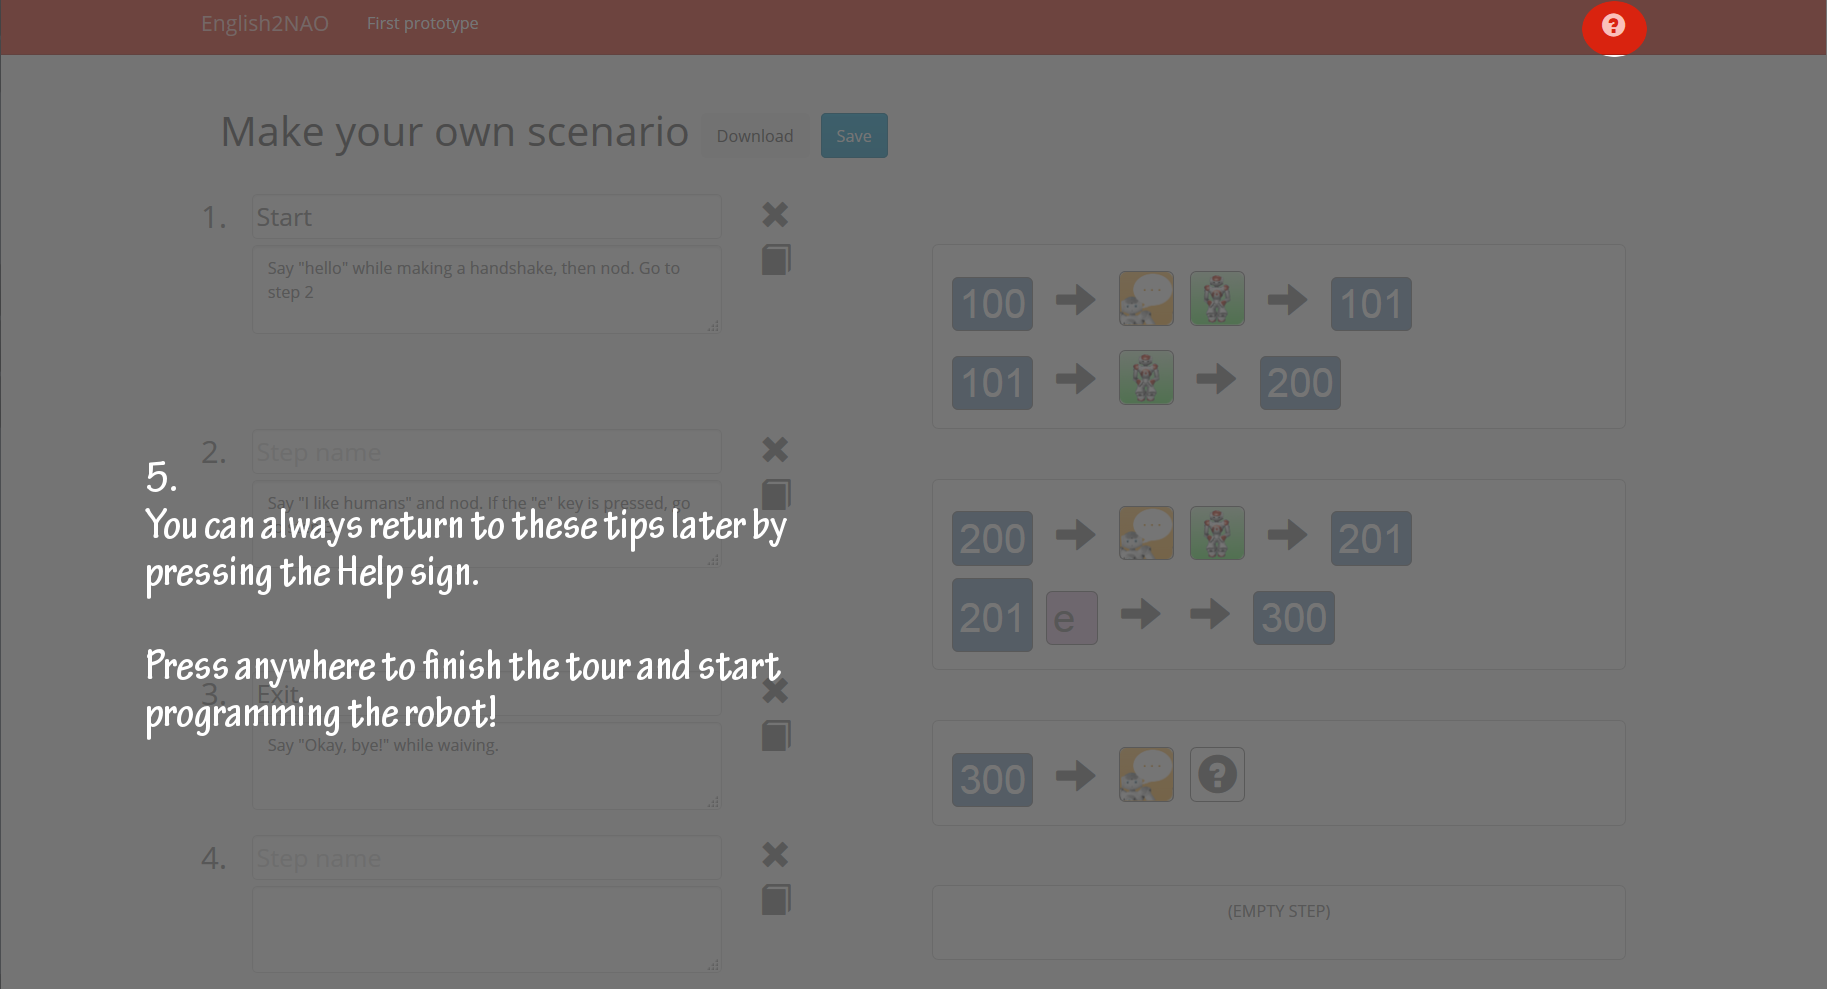 English2NAO First prototype
Make your own scenario Download Save
1. Start
Say "hello" while making a handshake, then nod. Go to
step 2
100 101
101 200
2. Step name
Say "I like humans" and nod. If the "e" key is pressed, go
200 201
201 e 300
5.
You can always return to these tips later by
pressing the Help sign.
Press anywhere to finish the tour and start
programming the robot!
3. Exit
Say "Okay, bye!" while waiving.
300
4. Step name
(EMPTY STEP)